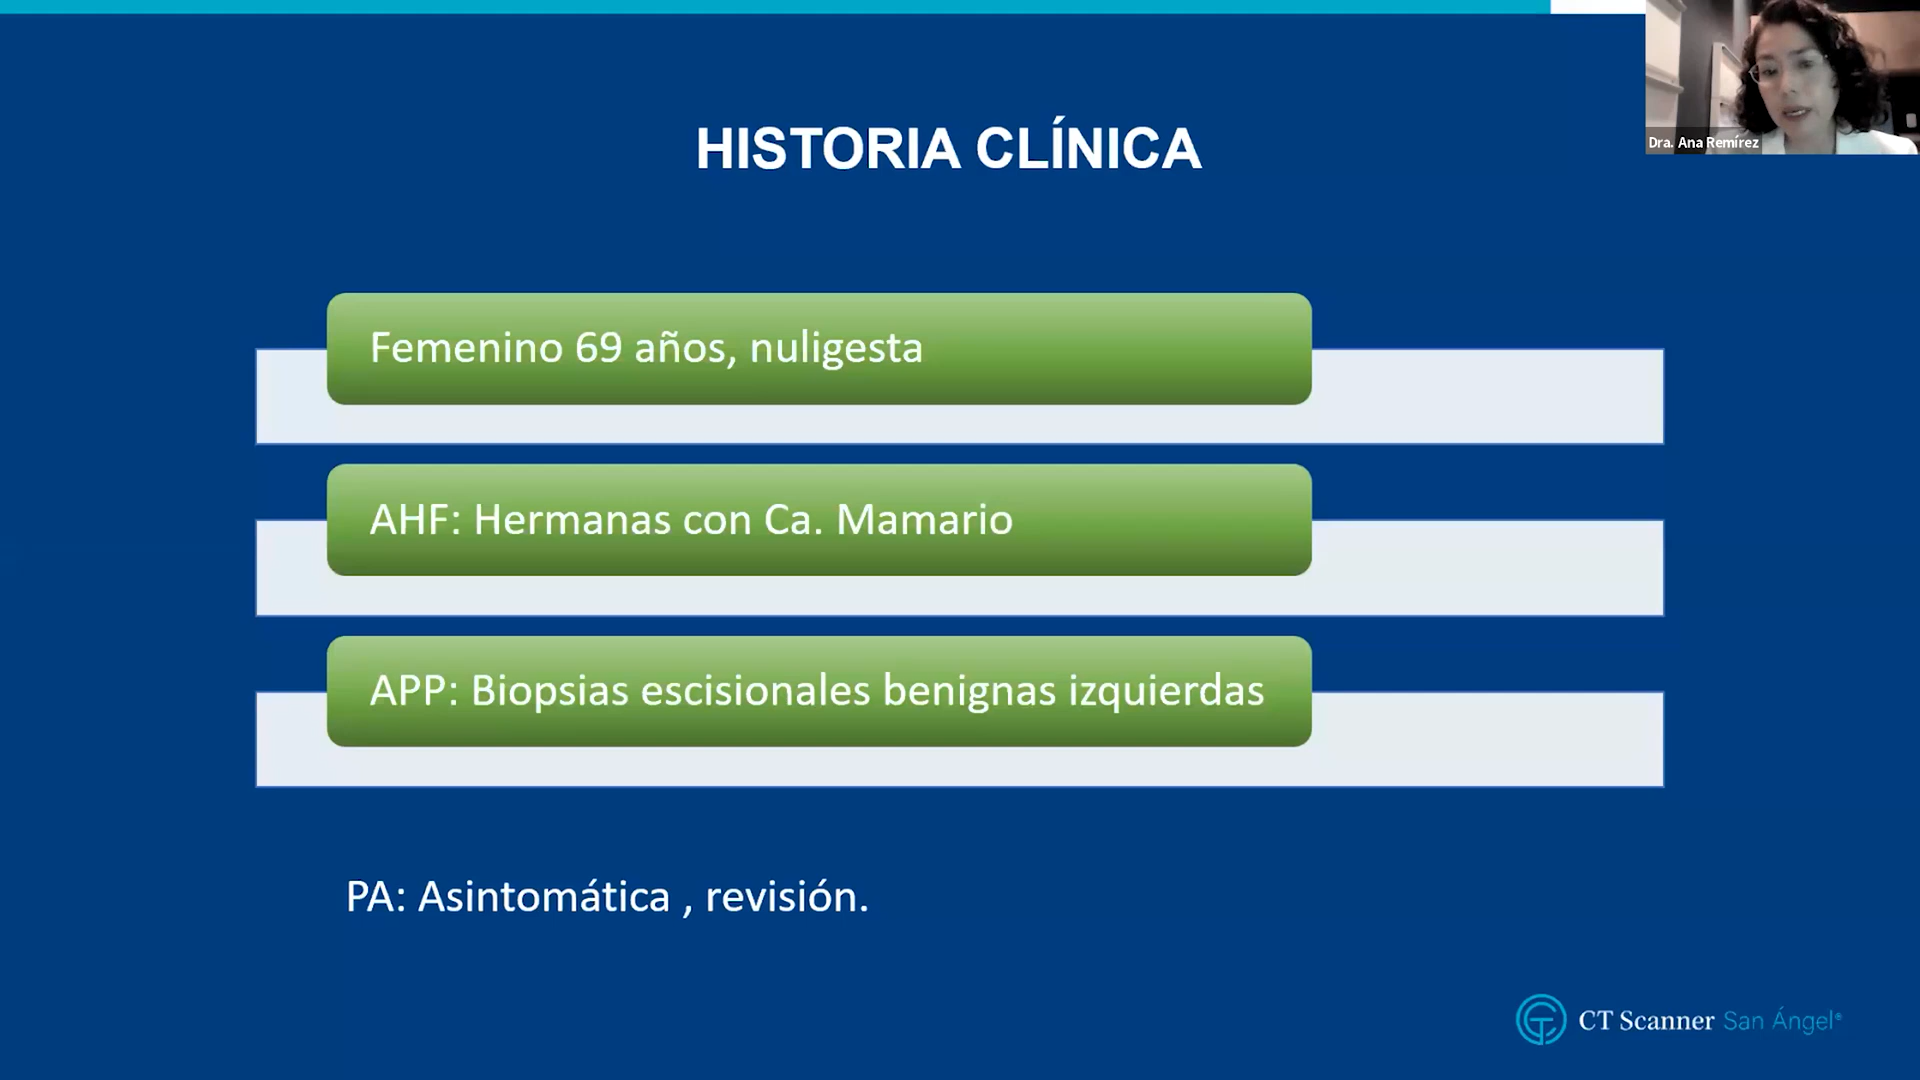 HISTORIA CLÍNICA
Dra. Ana Remírez
Femenino 69 años, nuligesta
AHF: Hermanas con Ca. Mamario
APP: Biopsias escisionales benignas izquierdas
PA: Asintomática , revisión.
CT Scanner San Ángel®